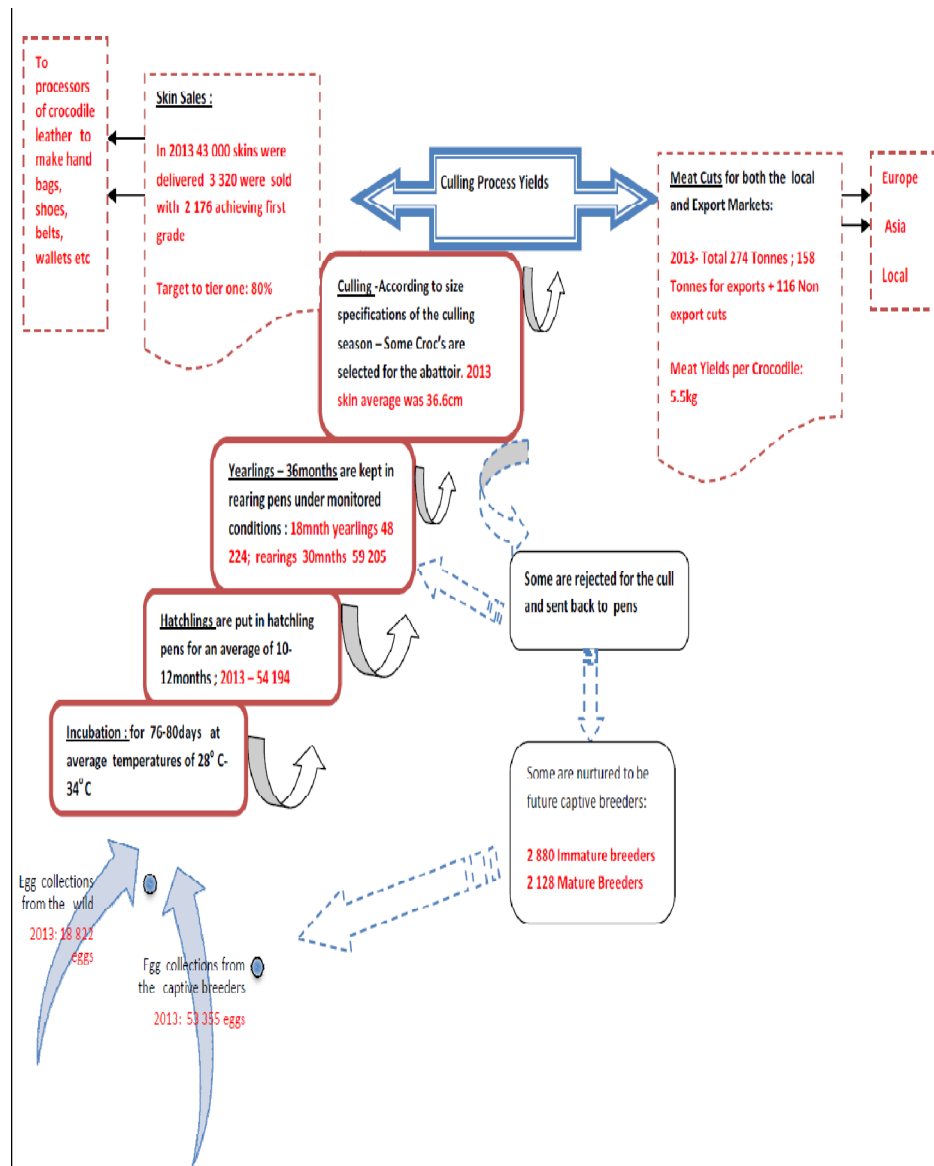 To
processors
of crocodile
leather to
make hand
bags,
shoes,
belts,
wallets etc
Skin Sales :
In 2013 43 000 skins were
delivered 3 320 were sold
with 2 176 achieving first
grade
Target to tier one: 80%
Culling Process Yields
Meat Cuts for both the local
and Export Markets:
2013- Total 274 Tonnes ; 158
Tonnes for exports + 116 Non
export cuts
Meat Yields per Crocodile:
5.5kg
Europe
Asia
Local
Culling -According to size
specifications of the culling
season – Some Croc's are
selected for the abattoir. 2013
skin average was 36.6cm
Yearlings – 36months are kept in
rearing pens under monitored
conditions : 18mnth yearlings 48
224; rearings 30mnths 59 205
Some are rejected for the cull
and sent back to pens
Hatchlings are put in hatchling
pens for an average of 10-
12months ; 2013 – 54 194
Incubation : for 76-80days at
average temperatures of 28° C-
34°C
Some are nurtured to be
future captive breeders:
2 880 Immature breeders
2 128 Mature Breeders
Egg collections
from the wild
2013: 18 822
eggs
Egg collections from
the captive breeders
2013: 53 355 eggs